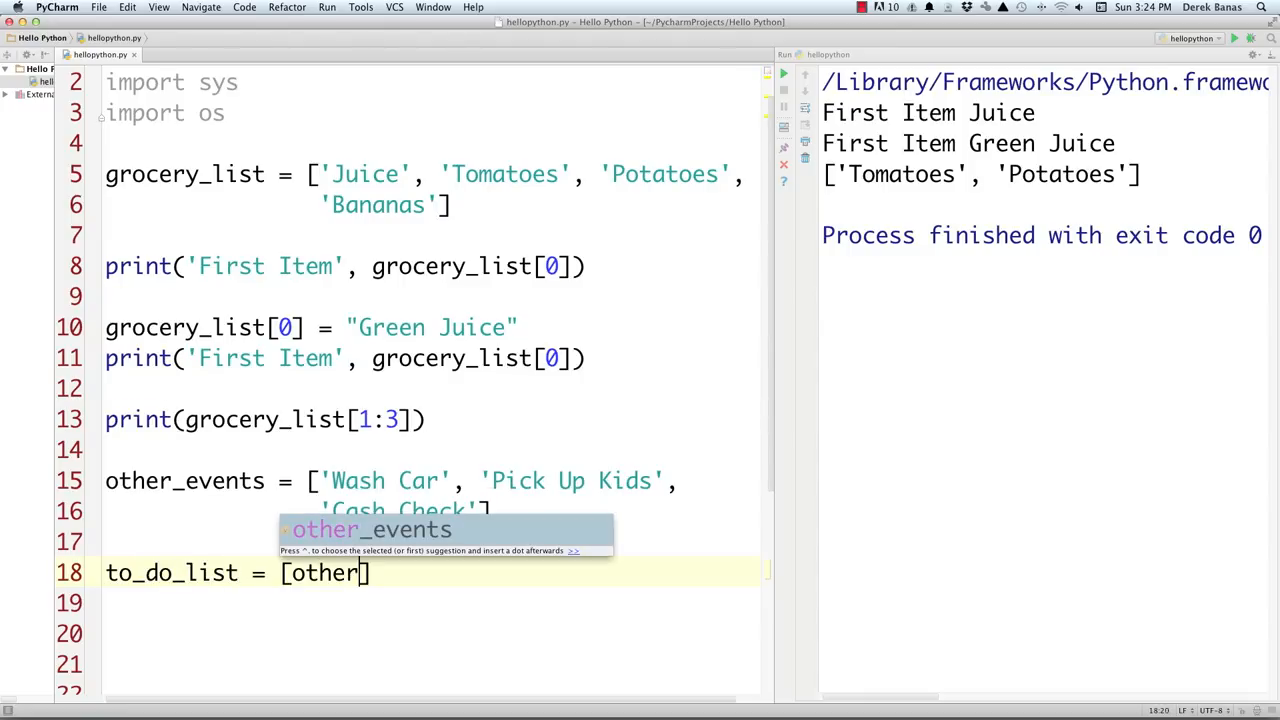 PyCharm File Edit View Navigate Code Refactor Run Tools VCS Window Help
10 Sun 3:24 PM Derek Banas
hellopython.py – Hello Python – [~/PycharmProjects/Hello Python]
Hello Python hellopython.py
hellopython
hellopython.py
Run hellopython
Hello P
hell
Externa
2 import sys
3 import os
4
5 grocery_list = ['Juice', 'Tomatoes', 'Potatoes',
6 'Bananas']
7
8 print('First Item', grocery_list[0])
9
10 grocery_list[0] = "Green Juice"
11 print('First Item', grocery_list[0])
12
13 print(grocery_list[1:3])
14
15 other_events = ['Wash Car', 'Pick Up Kids',
16 'Cash Check']
17
other_events
Press ^. to choose the selected (or first) suggestion and insert a dot afterwards >>
18 to_do_list = [other]
19
20
21
22
/Library/Frameworks/Python.framewo
First Item Juice
First Item Green Juice
['Tomatoes', 'Potatoes']
Process finished with exit code 0
18:20 LF UTF-8